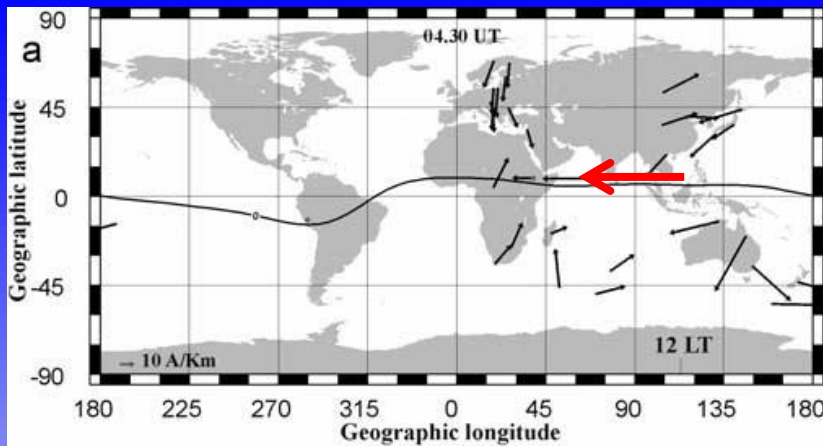 a
04.30 UT
90
45
0
-45
-90
Geographic latitude
0
→ 10 A/Km
12 LT
180 225 270 315 0 45 90 135 180
Geographic longitude